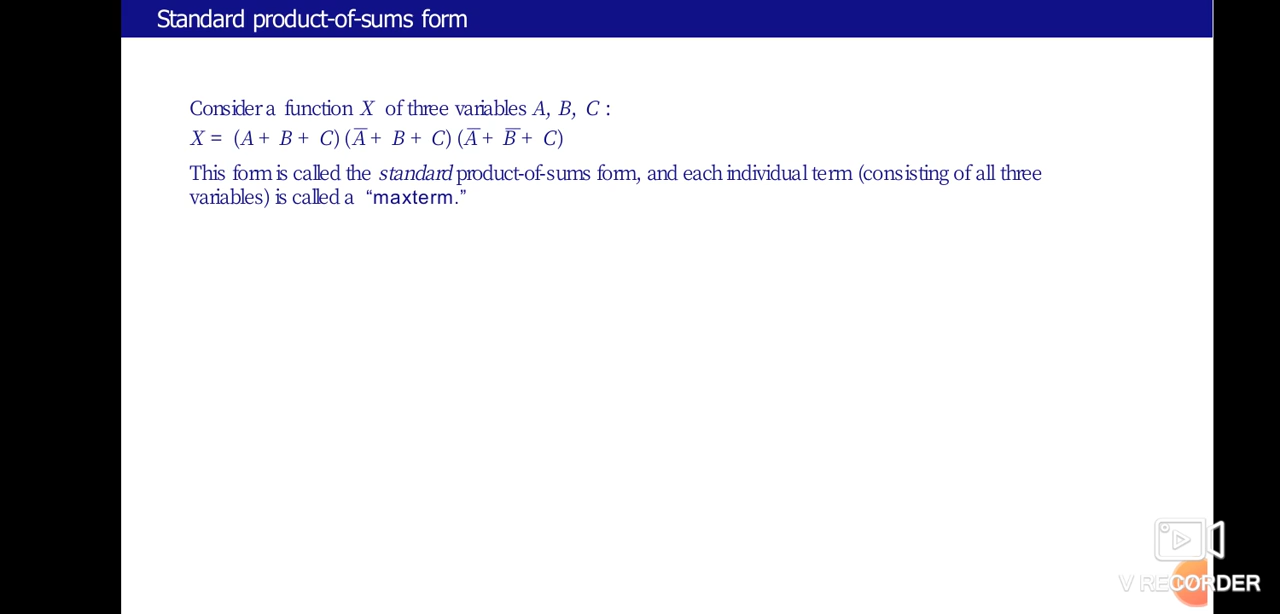 Standard product-of-sums form
Consider a function X of three variables A, B, C :
X = (A + B + C) (A̅ + B + C) (A̅ + B̅ + C)
This form is called the standard product-of-sums form, and each individual term (consisting of all three
variables) is called a “maxterm.”
V RECORDER